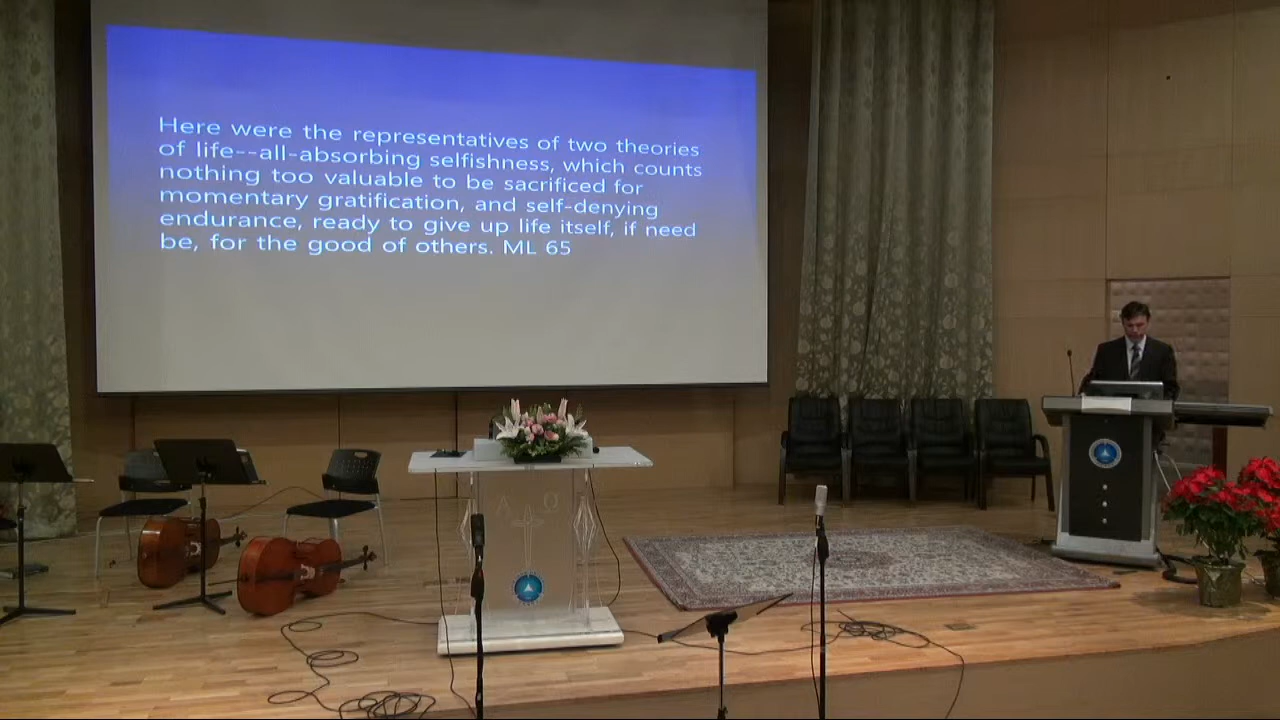 Here were the representatives of two theories
of life--all-absorbing selfishness, which counts
nothing too valuable to be sacrificed for
momentary gratification, and self-denying
endurance, ready to give up life itself, if need
be, for the good of others. ML 65
Α Ω